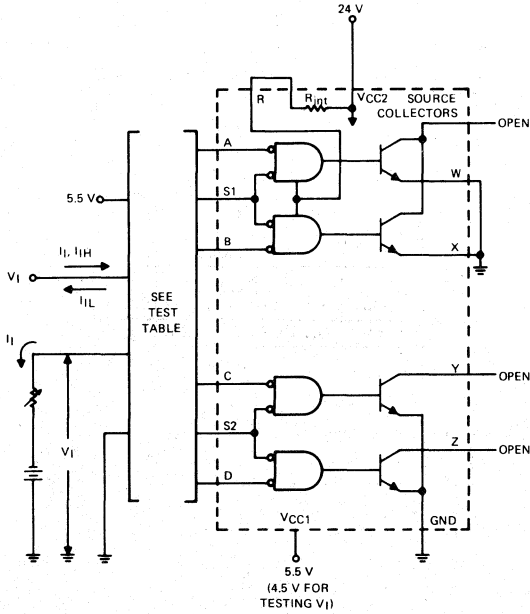 24 V
R
Rint
VCC2
SOURCE
COLLECTORS
OPEN
A
W
S1
5.5 V
B
X
II, IIH
VI
IIL
SEE
TEST
TABLE
II
C
Y
OPEN
S2
Z
OPEN
VI
D
VCC1
GND
5.5 V
(4.5 V FOR
TESTING VI)